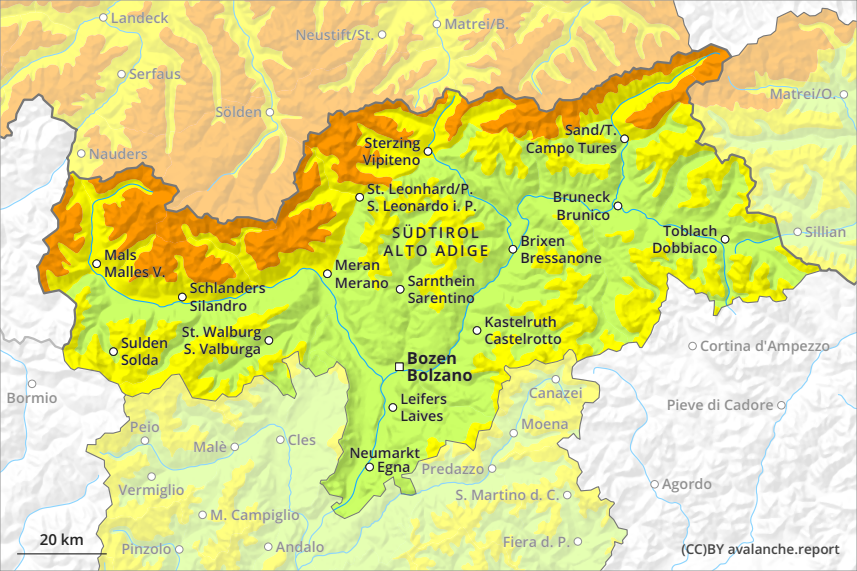 Landeck
Matrei/B.
Neustift/St.
Serfaus
Matrei/O.
Sölden
Sand/T.
Campo Tures
Sterzing
Vipiteno
Nauders
St. Leonhard/P.
S. Leonardo i. P.
Bruneck
Brunico
SÜDTIROL
ALTO ADIGE
Toblach
Dobbiaco
Sillian
Brixen
Bressanone
Mals
Malles V.
Meran
Merano
Sarnthein
Sarentino
Schlanders
Silandro
Kastelruth
Castelrotto
St. Walburg
S. Valburga
Sulden
Solda
Cortina d'Ampezzo
Bozen
Bolzano
Bormio
Canazei
Leifers
Laives
Pieve di Cadore
Peio
Moena
Malè
Cles
Neumarkt
Egna
Predazzo
Vermiglio
Agordo
S. Martino d. C.
M. Campiglio
20 km
Pinzolo
Andalo
Fiera d. P.
(CC)BY avalanche.report